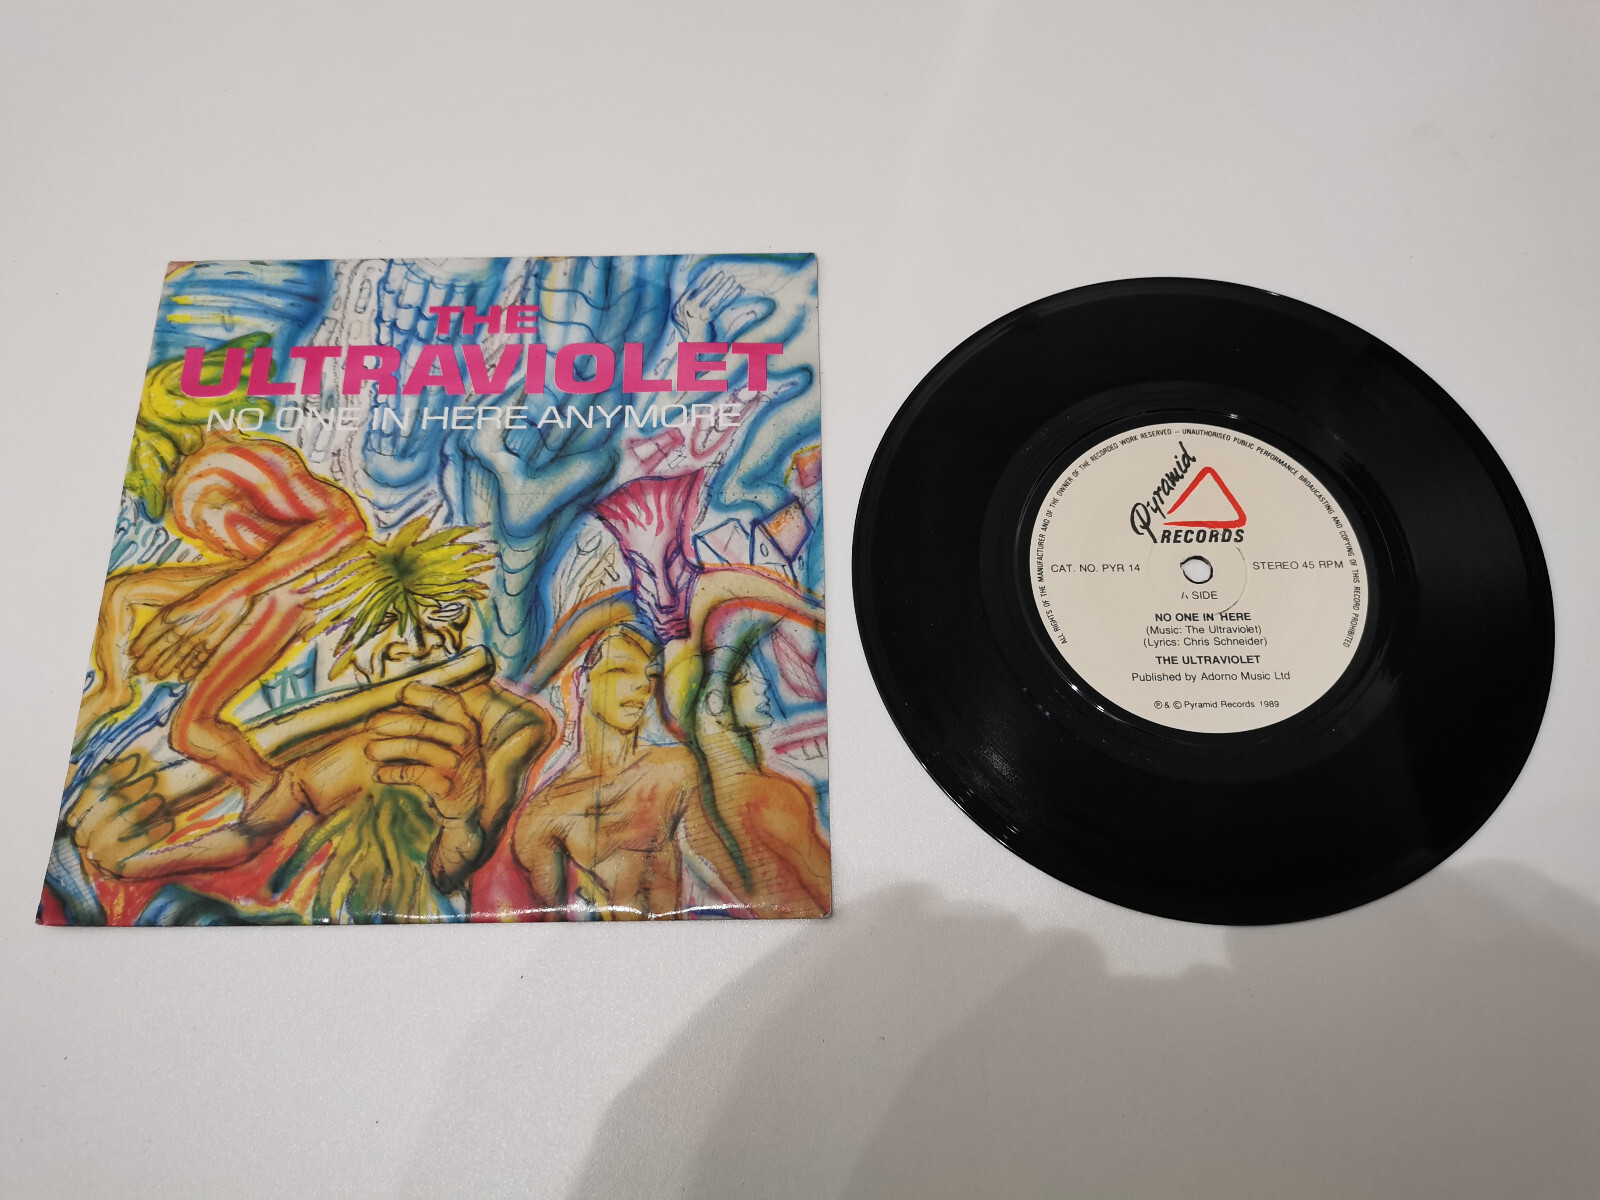 THE
ULTRAVIOLET
NO ONE IN HERE ANYMORE
ALL RIGHTS OF THE MANUFACTURER AND OF THE OWNER OF THE RECORDED WORK RESERVED – UNAUTHORISED PUBLIC PERFORMANCE BROADCASTING AND COPYING OF THIS RECORD PROHIBITED
Pyramid
RECORDS
CAT. NO. PYR 14
STEREO 45 RPM
A SIDE
NO ONE IN HERE
(Music: The Ultraviolet)
(Lyrics: Chris Schneider)
THE ULTRAVIOLET
Published by Adorno Music Ltd
℗ & © Pyramid Records 1989